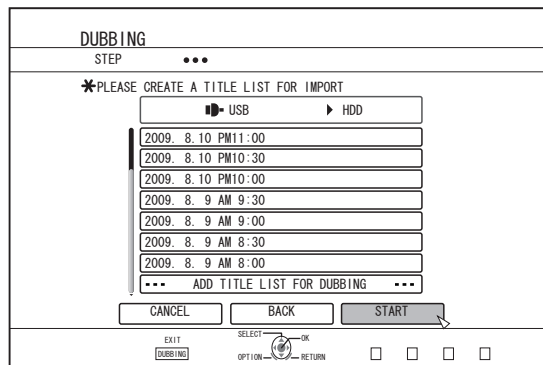 DUBBING
STEP
*PLEASE CREATE A TITLE LIST FOR IMPORT
USB ▶ HDD
2009. 8.10 PM11:00
2009. 8.10 PM10:30
2009. 8.10 PM10:00
2009. 8. 9 AM 9:30
2009. 8. 9 AM 9:00
2009. 8. 9 AM 8:30
2009. 8. 9 AM 8:00
--- ADD TITLE LIST FOR DUBBING ---
CANCEL BACK START
EXIT SELECT OK
DUBBING OPTION RETURN